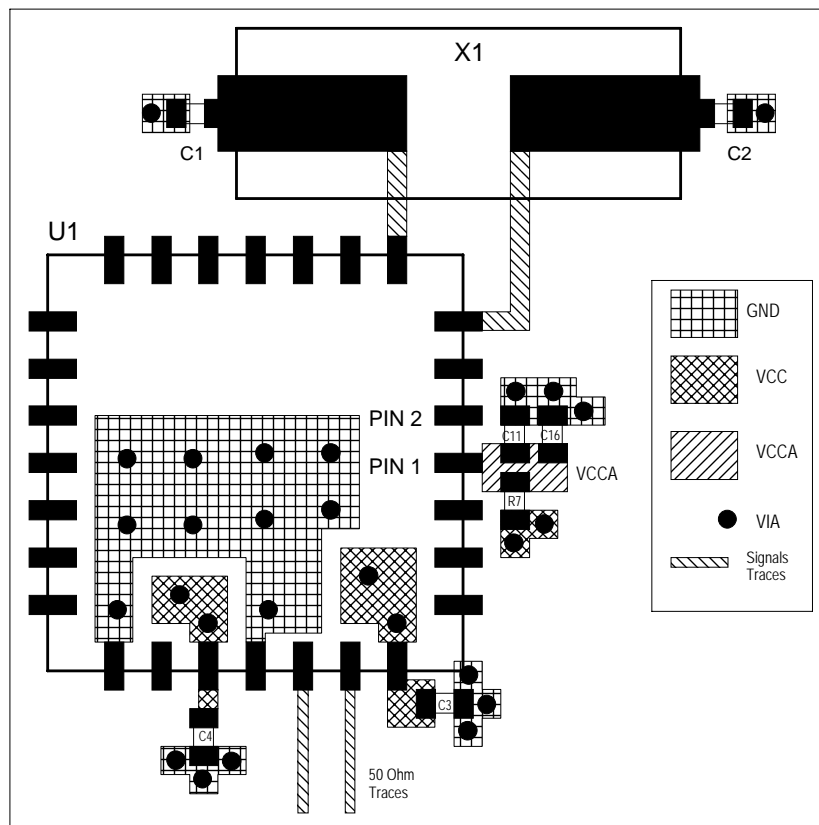 X1
C1
C2
U1
GND
VCC
PIN 2
C11
C16
PIN 1
VCCA
VCCA
R7
VIA
Signals
Traces
C3
C4
50 Ohm
Traces